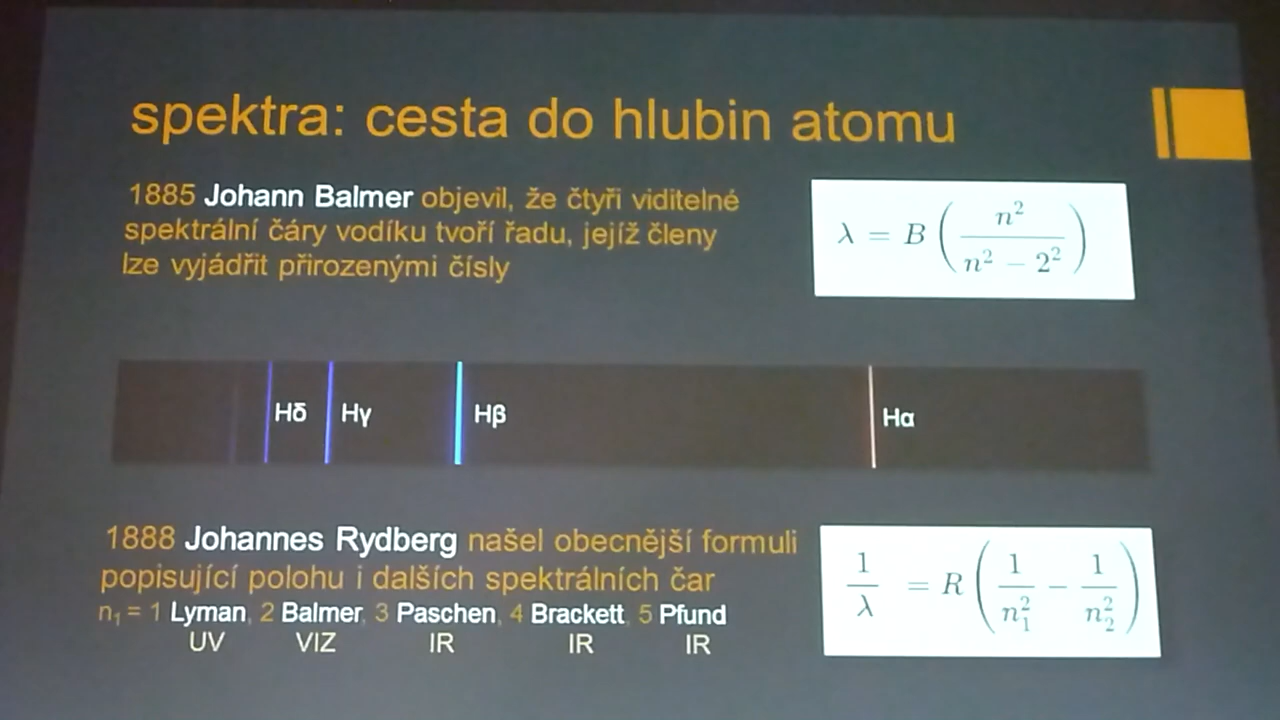 spektra: cesta do hlubin atomu
1885 Johann Balmer objevil, že čtyři viditelné
spektrální čáry vodíku tvoří řadu, jejíž členy
lze vyjádřit přirozenými čísly
λ = B (n² / (n² − 2²))
Hδ Hγ Hβ Hα
1888 Johannes Rydberg našel obecnější formuli
popisující polohu i dalších spektrálních čar
n₁ = 1 Lyman, 2 Balmer, 3 Paschen, 4 Brackett, 5 Pfund
UV VIZ IR IR IR
1/λ = R (1/n₁² − 1/n₂²)